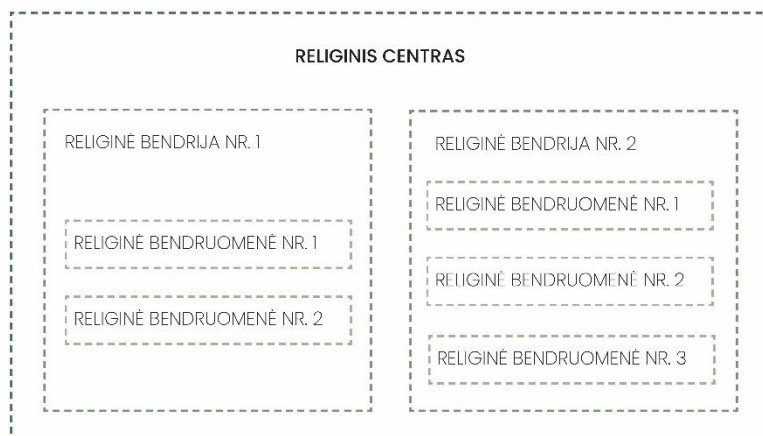 RELIGINIS CENTRAS
RELIGINĖ BENDRIJA NR. 1
RELIGINĖ BENDRUOMENĖ NR. 1
RELIGINĖ BENDRUOMENĖ NR. 2
RELIGINĖ BENDRIJA NR. 2
RELIGINĖ BENDRUOMENĖ NR. 1
RELIGINĖ BENDRUOMENĖ NR. 2
RELIGINĖ BENDRUOMENĖ NR. 3